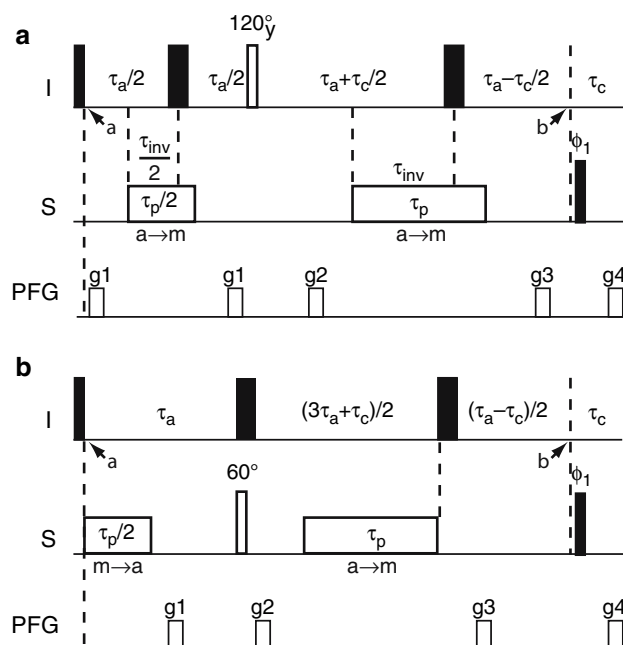 a
120°y
I τa/2 τa/2 τa+τc/2 τa−τc/2 τc
a b
τinv/2 τinv ϕ1
S τp/2 τp
a→m a→m
g1 g1 g2 g3 g4
PFG
b
I τa (3τa+τc)/2 (τa−τc)/2 τc
a b
60° ϕ1
S τp/2 τp
m→a a→m
g1 g2 g3 g4
PFG